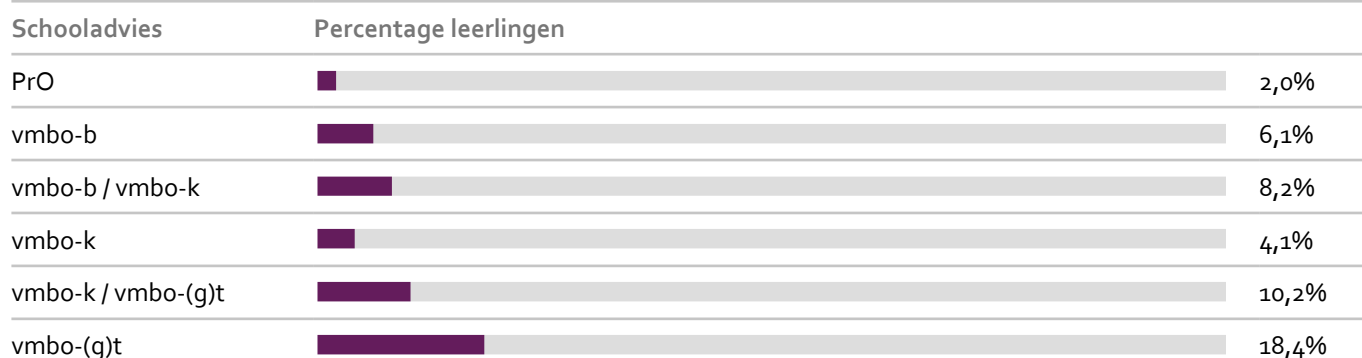 Schooladvies Percentage leerlingen
PrO 2,0%
vmbo-b 6,1%
vmbo-b / vmbo-k 8,2%
vmbo-k 4,1%
vmbo-k / vmbo-(g)t 10,2%
vmbo-(g)t 18,4%